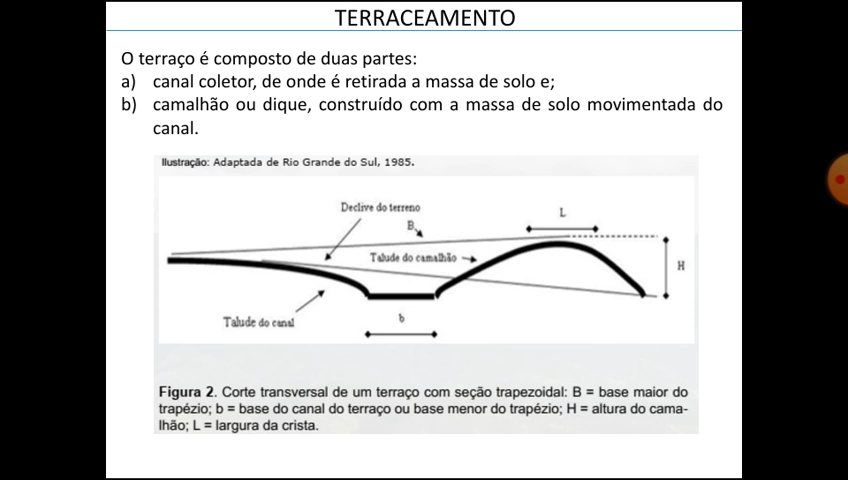 TERRACEAMENTO
O terraço é composto de duas partes:
a) canal coletor, de onde é retirada a massa de solo e;
b) camalhão ou dique, construído com a massa de solo movimentada do
canal.
Ilustração: Adaptada de Rio Grande do Sul, 1985.
Declive do terreno
L
B
Talude do camalhão
H
Talude do canal
b
Figura 2. Corte transversal de um terraço com seção trapezoidal: B = base maior do
trapézio; b = base do canal do terraço ou base menor do trapézio; H = altura do cama-
lhão; L = largura da crista.